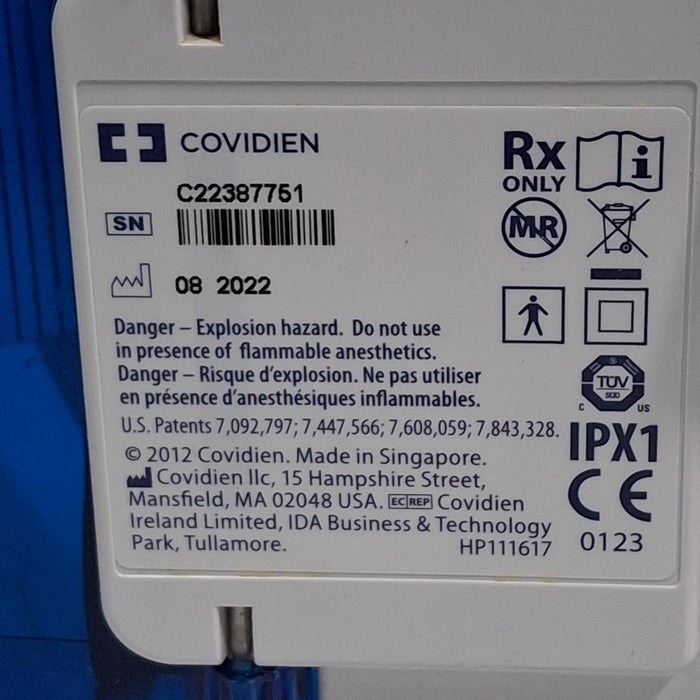 COVIDIEN
C22387751
SN
08 2022
Rx
ONLY
i
MR
Danger – Explosion hazard. Do not use
in presence of flammable anesthetics.
Danger – Risque d'explosion. Ne pas utiliser
en présence d'anesthésiques inflammables.
TÜV
SÜD
C US
U.S. Patents 7,092,797; 7,447,566; 7,608,059; 7,843,328.
IPX1
© 2012 Covidien. Made in Singapore.
Covidien llc, 15 Hampshire Street,
Mansfield, MA 02048 USA. EC REP Covidien
Ireland Limited, IDA Business & Technology
Park, Tullamore.
HP111617
CE
0123